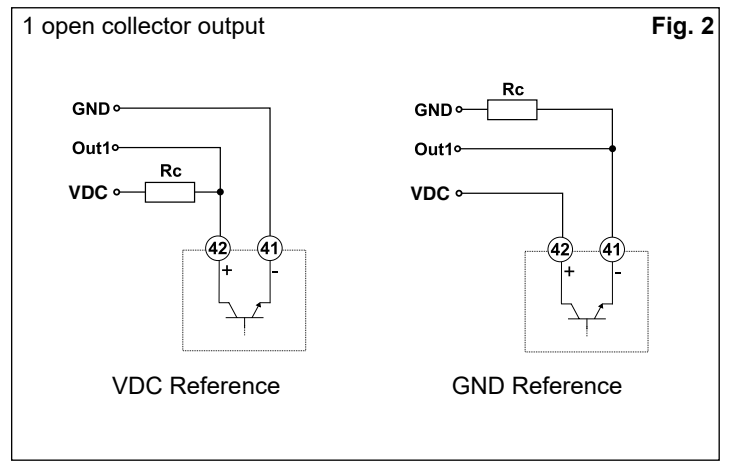 1 open collector output
Fig. 2
GND
Out1
Rc
VDC
42
41
+
-
VDC Reference
Rc
GND
Out1
VDC
42
41
+
-
GND Reference